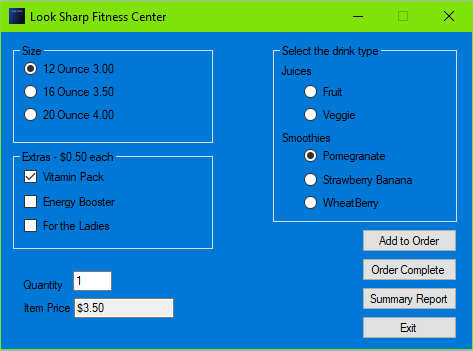 Look Sharp Fitness Center
Size
12 Ounce 3.00
16 Ounce 3.50
20 Ounce 4.00
Extras - $0.50 each
Vitamin Pack
Energy Booster
For the Ladies
Quantity 1
Item Price $3.50
Select the drink type
Juices
Fruit
Veggie
Smoothies
Pomegranate
Strawberry Banana
WheatBerry
Add to Order
Order Complete
Summary Report
Exit